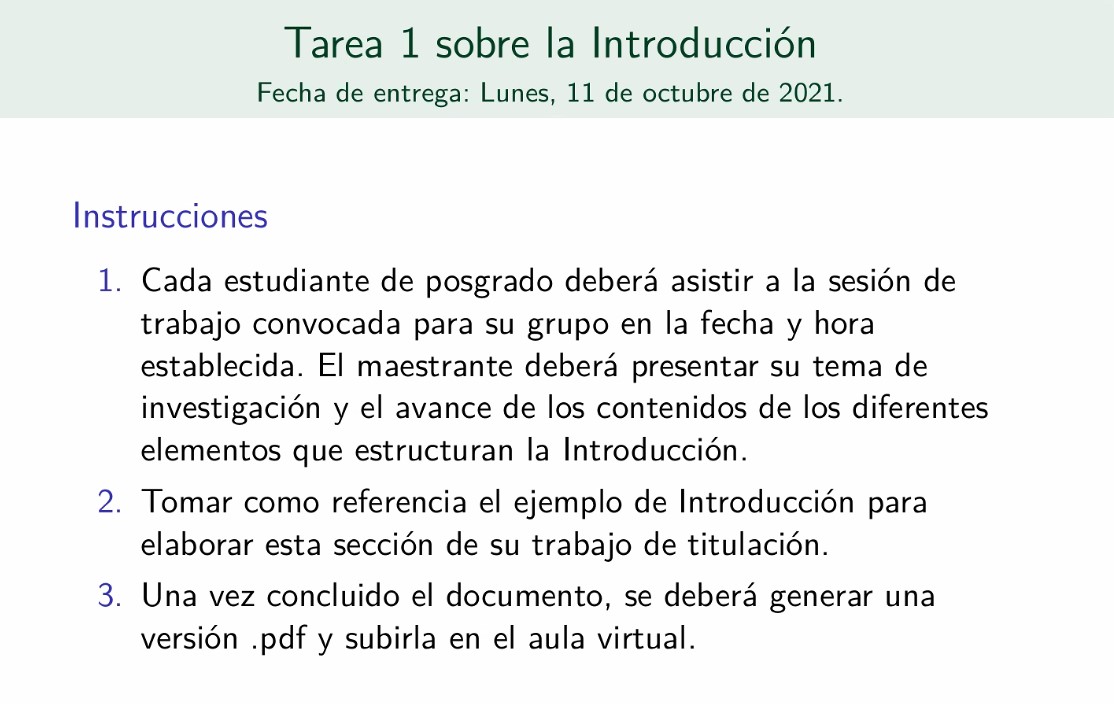 Tarea 1 sobre la Introducción
Fecha de entrega: Lunes, 11 de octubre de 2021.
Instrucciones
1. Cada estudiante de posgrado deberá asistir a la sesión de
trabajo convocada para su grupo en la fecha y hora
establecida. El maestrante deberá presentar su tema de
investigación y el avance de los contenidos de los diferentes
elementos que estructuran la Introducción.
2. Tomar como referencia el ejemplo de Introducción para
elaborar esta sección de su trabajo de titulación.
3. Una vez concluido el documento, se deberá generar una
versión .pdf y subirla en el aula virtual.